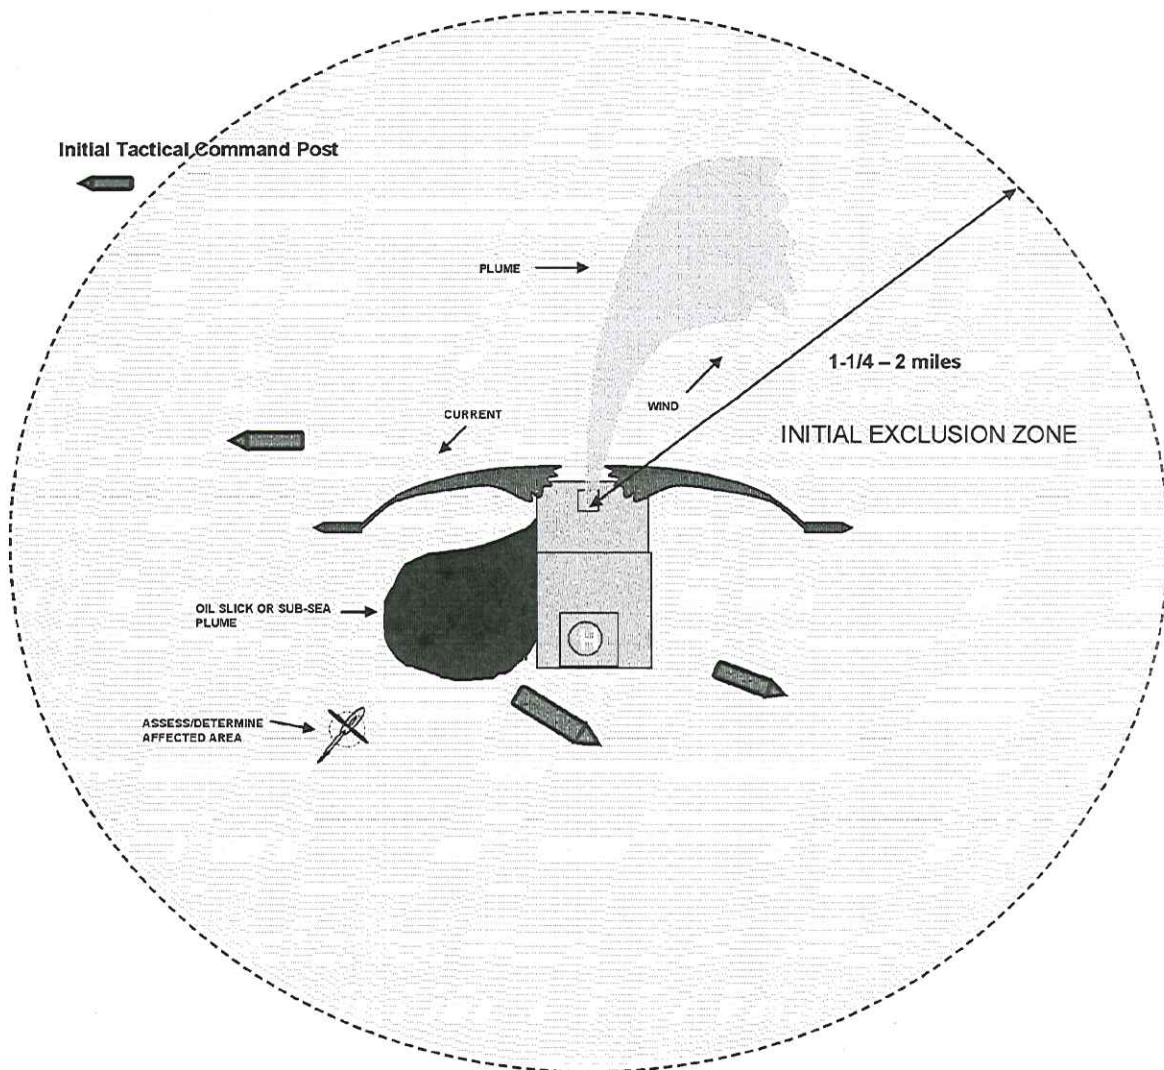 Initial Tactical Command Post
PLUME
1-1/4 – 2 miles
WIND
CURRENT
INITIAL EXCLUSION ZONE
OIL SLICK OR SUB-SEA
PLUME
ASSESS/DETERMINE
AFFECTED AREA